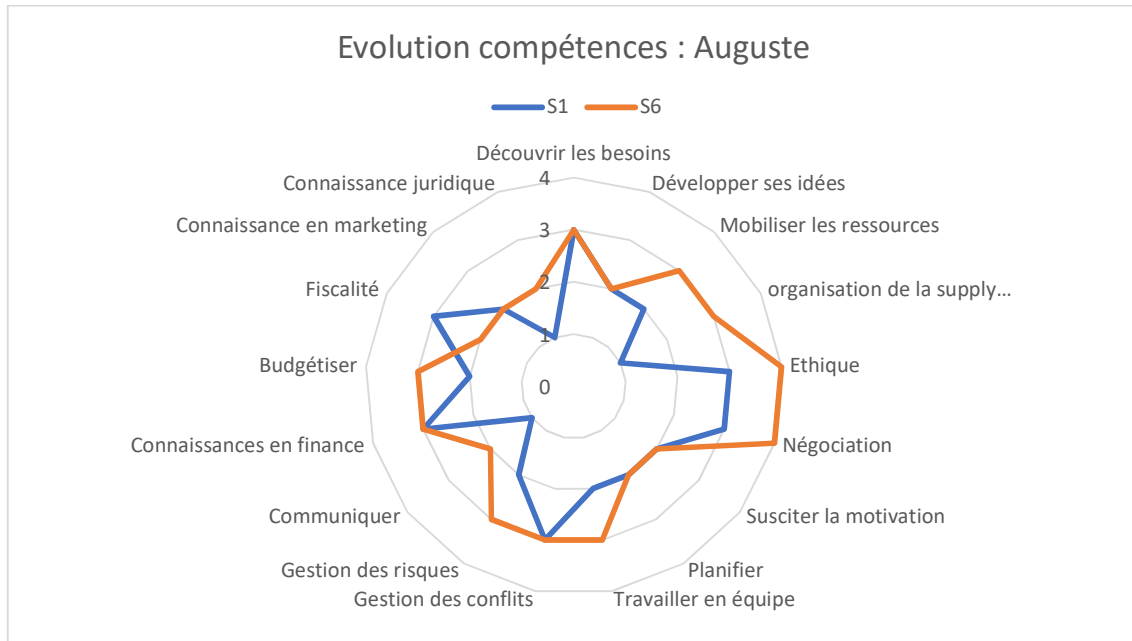 Evolution compétences : Auguste
S1
S6
Découvrir les besoins
Développer ses idées
Mobiliser les ressources
organisation de la supply…
Ethique
Négociation
Susciter la motivation
Planifier
Travailler en équipe
Gestion des conflits
Gestion des risques
Communiquer
Connaissances en finance
Budgétiser
Fiscalité
Connaissance en marketing
Connaissance juridique
4
3
2
1
0